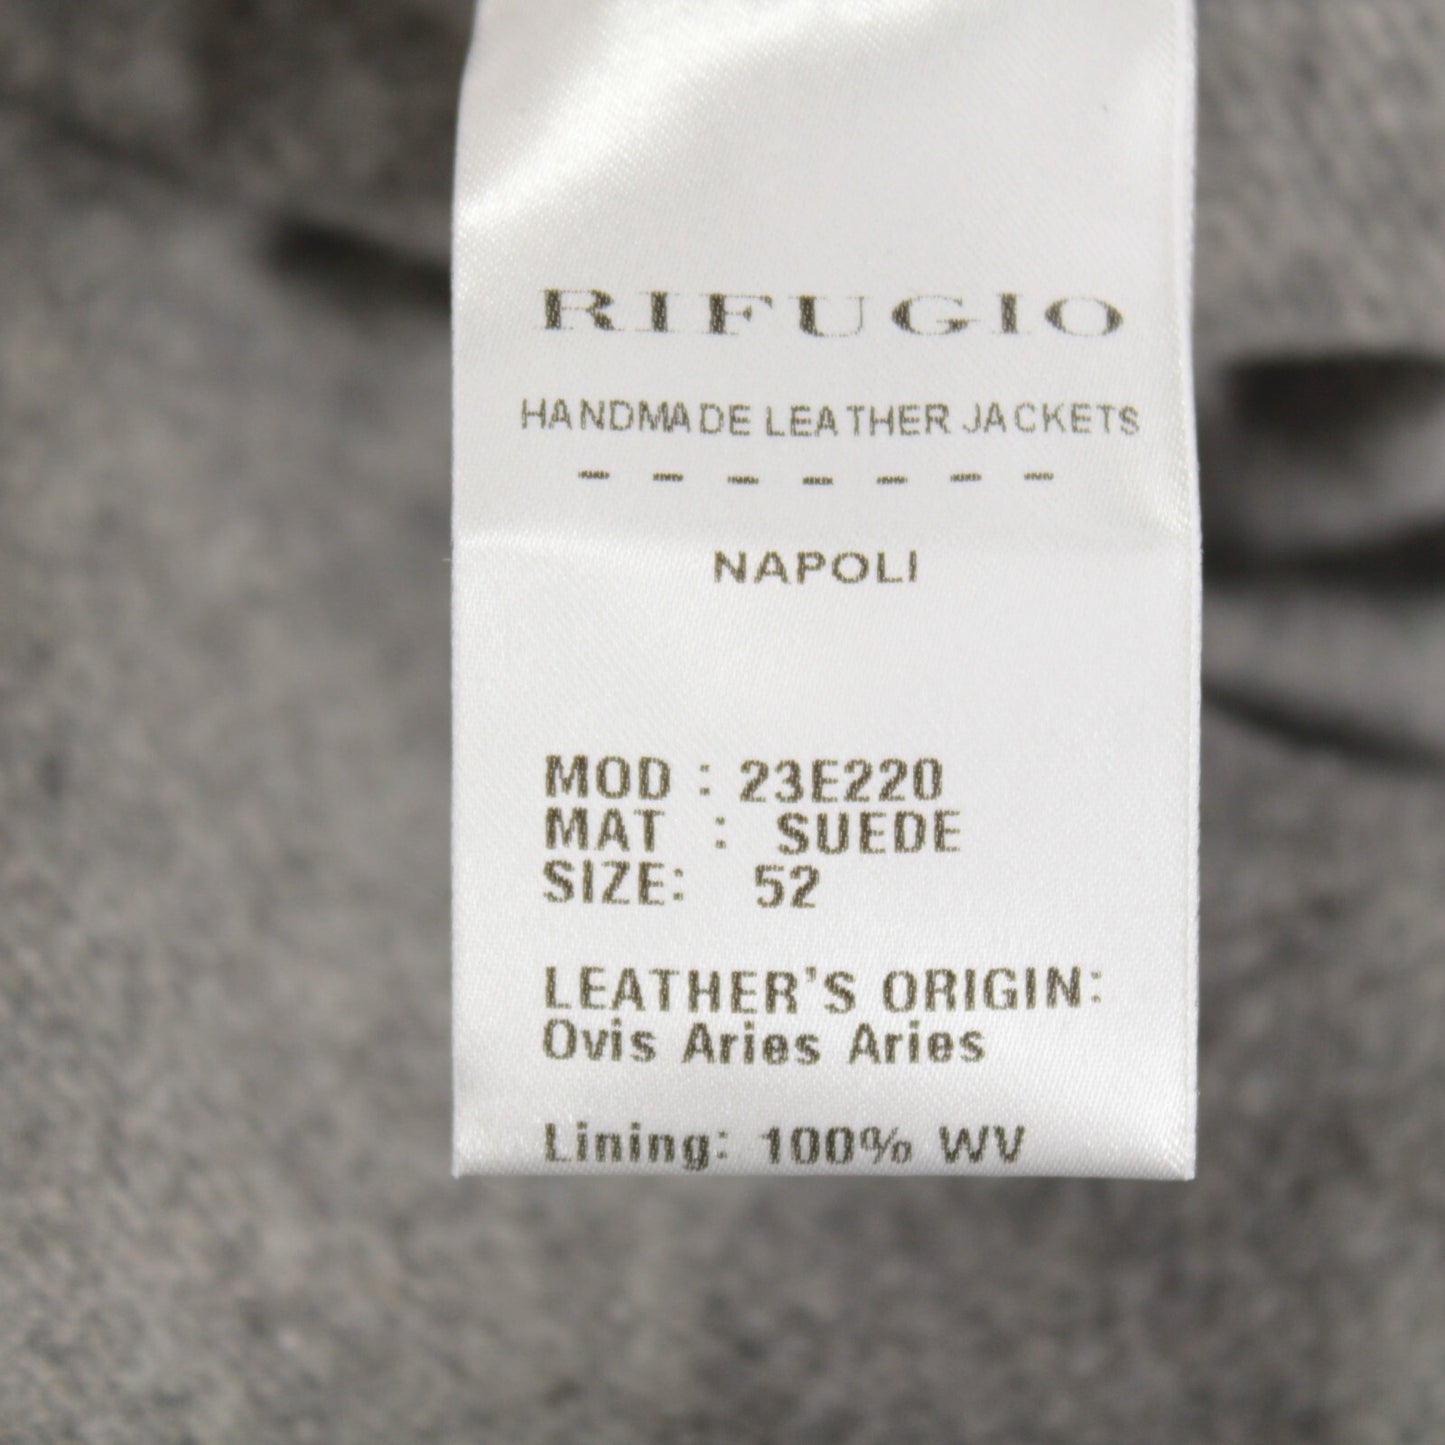 RIFUGIO
HANDMADE LEATHER JACKETS
- - - - - - -
NAPOLI
MOD : 23E220
MAT : SUEDE
SIZE: 52
LEATHER'S ORIGIN:
Ovis Aries Aries
Lining: 100% WV